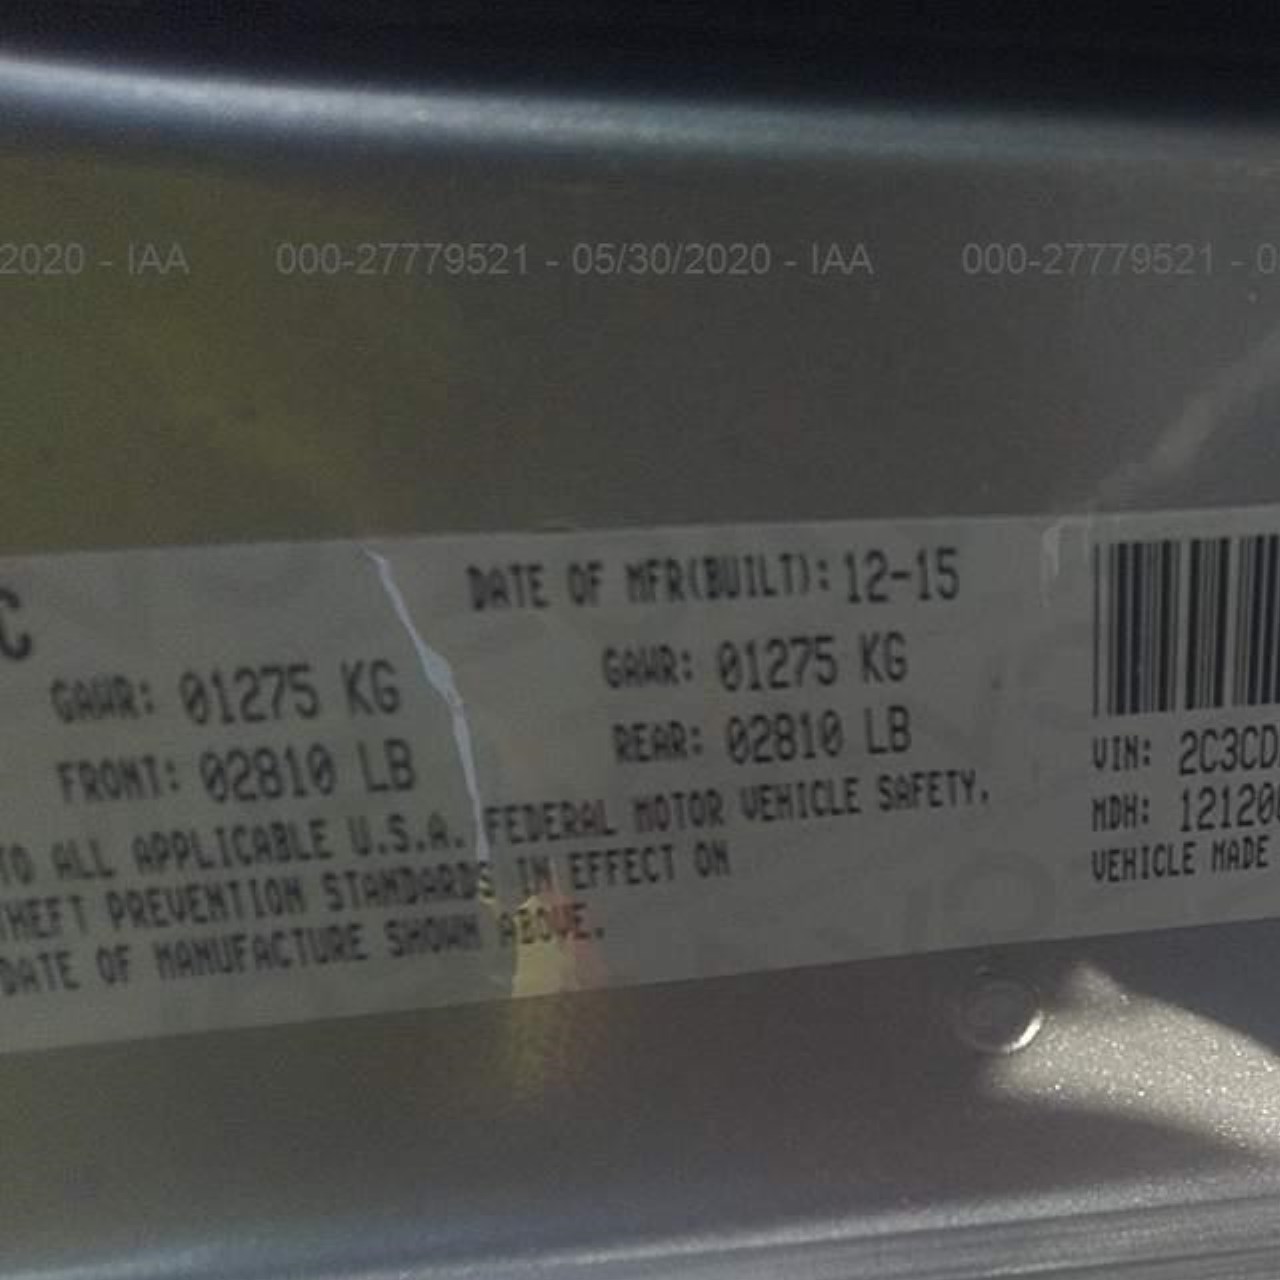 2020 - IAA 000-27779521 - 05/30/2020 - IAA 000-27779521 - 0
C DATE OF MFR(BUILT): 12-15
GAWR: 01275 KG GAWR: 01275 KG
FRONT: 02810 LB REAR: 02810 LB
TO ALL APPLICABLE U.S.A. FEDERAL MOTOR VEHICLE SAFETY,
THEFT PREVENTION STANDARDS IN EFFECT ON
DATE OF MANUFACTURE SHOWN ABOVE.
VIN: 2C3CD
MDH: 12120
VEHICLE MADE